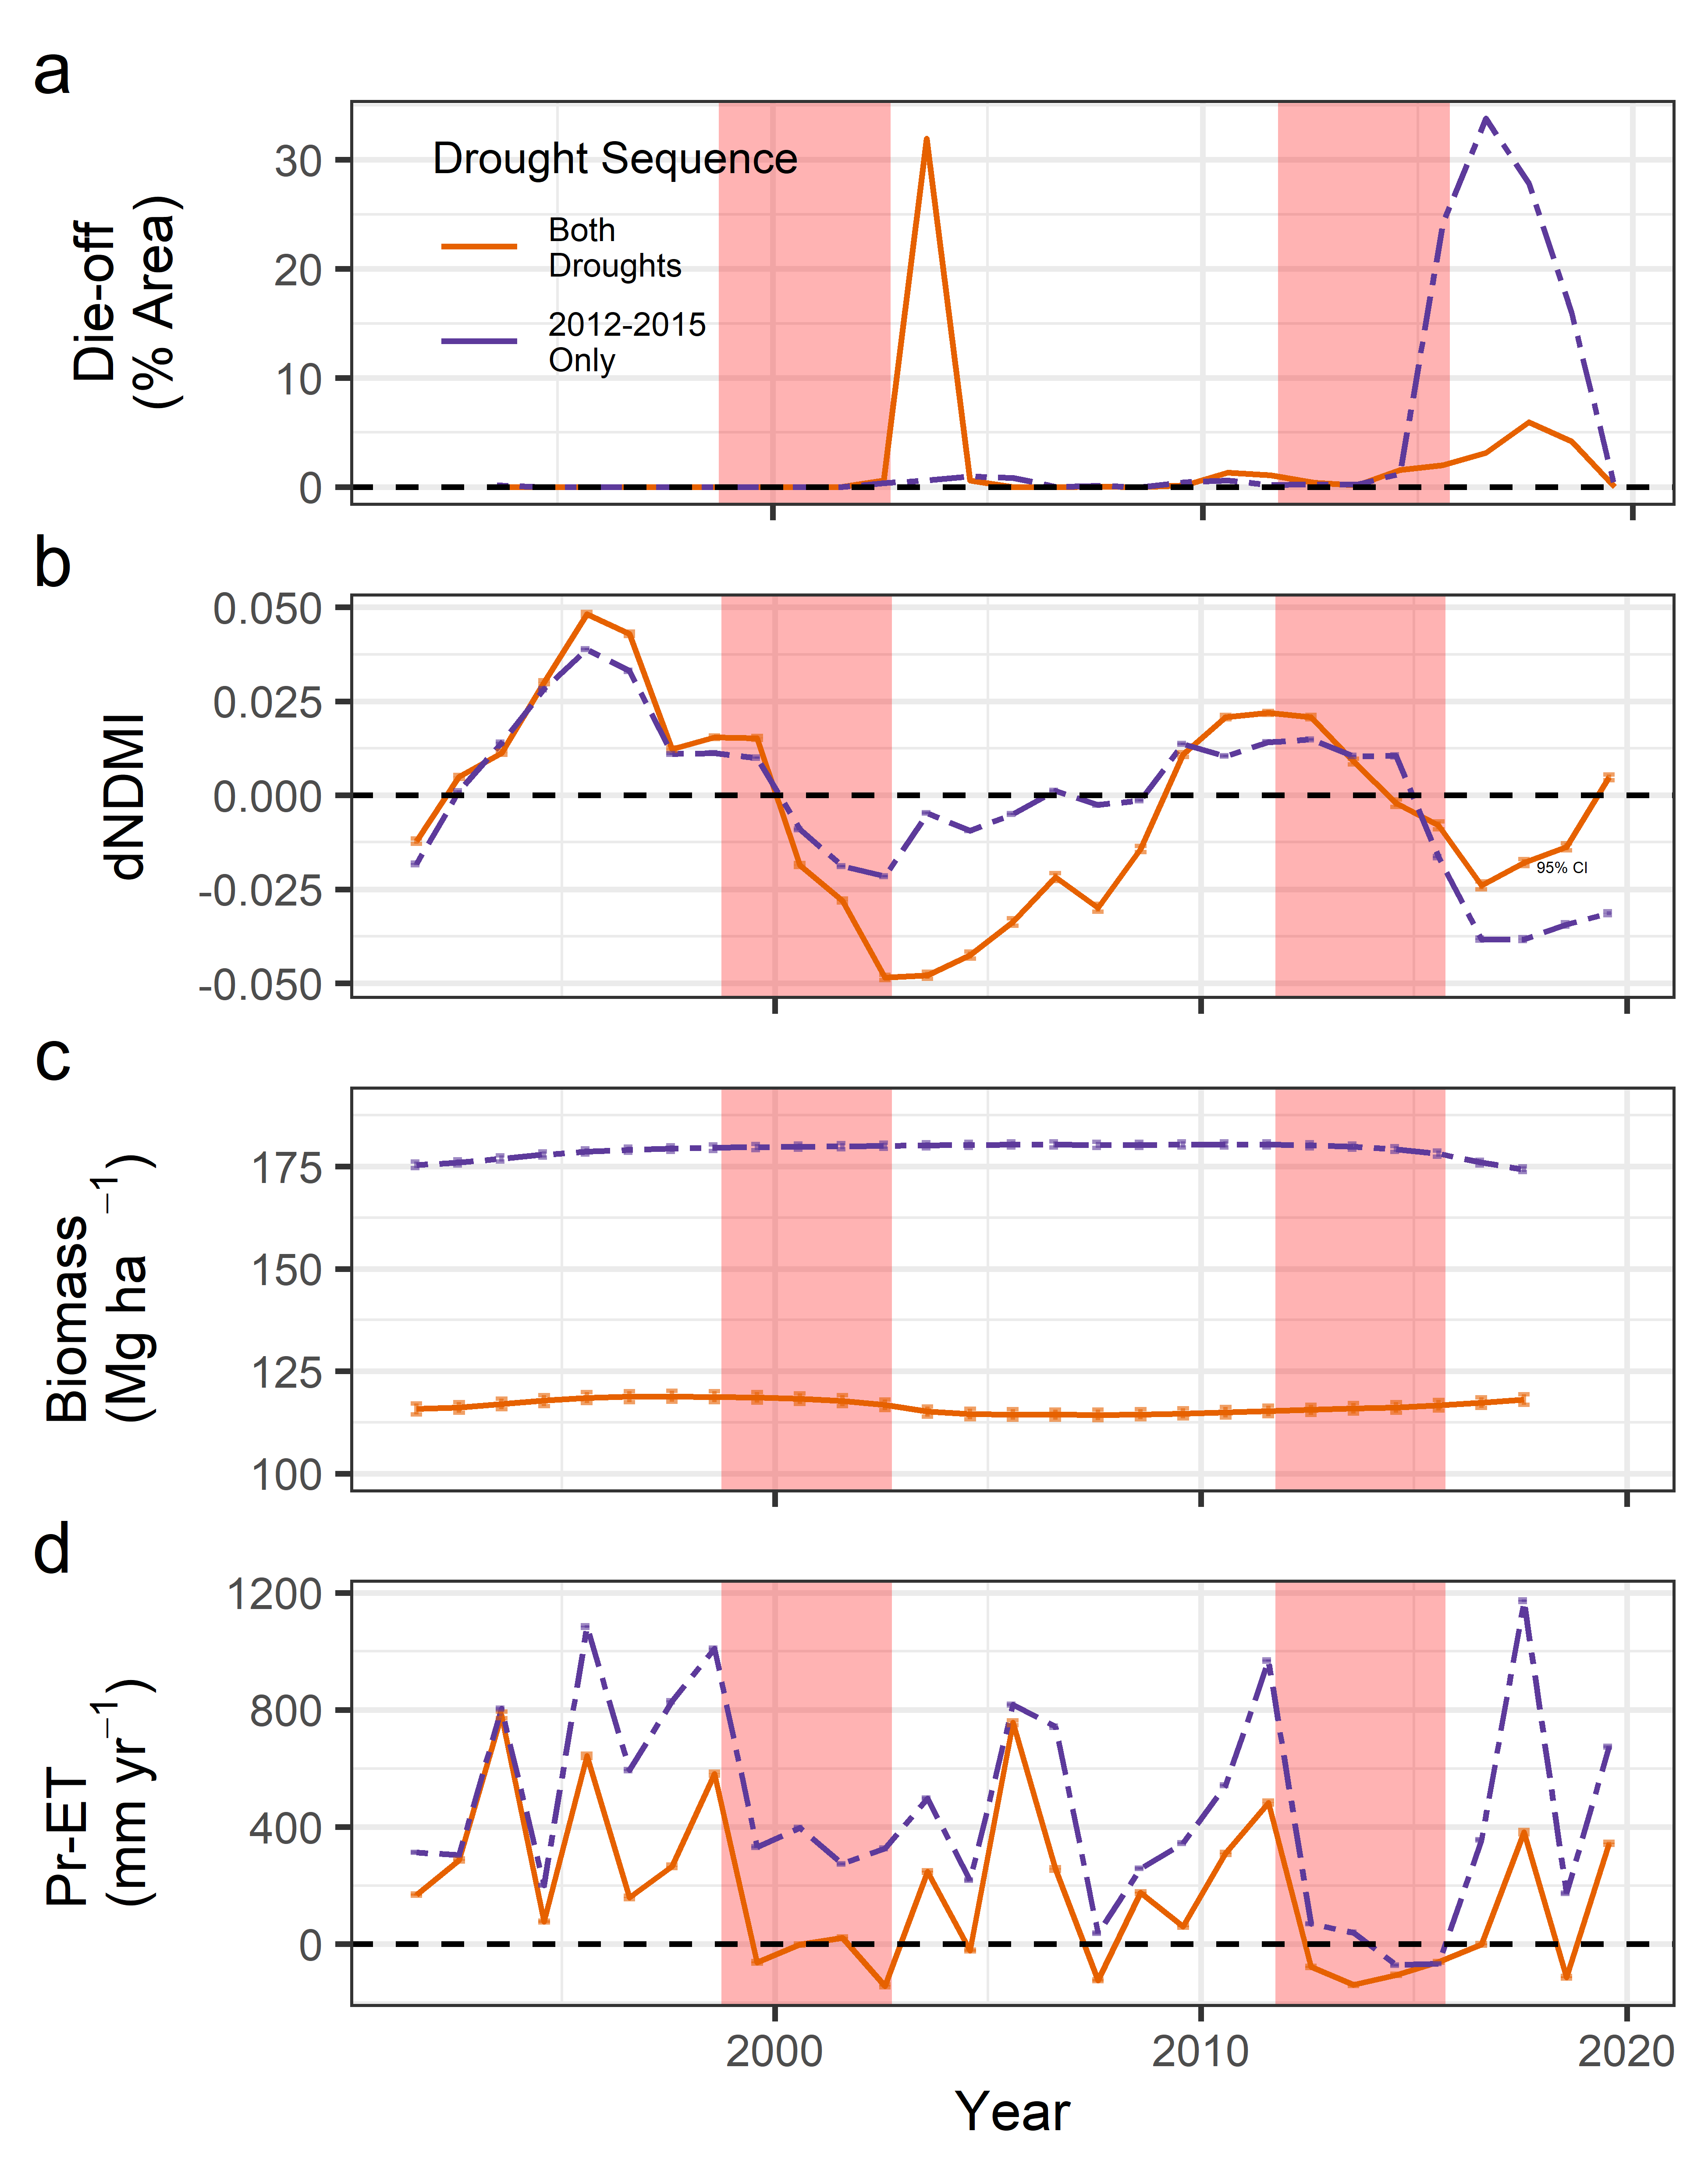 a
Die-off
(% Area)
30
20
10
0
Drought Sequence
Both
Droughts
2012-2015
Only
b
dNDMI
0.050
0.025
0.000
-0.025
-0.050
95% CI
c
Biomass
(Mg ha −1)
175
150
125
100
d
Pr-ET
(mm yr−1)
1200
800
400
0
2000
2010
2020
Year